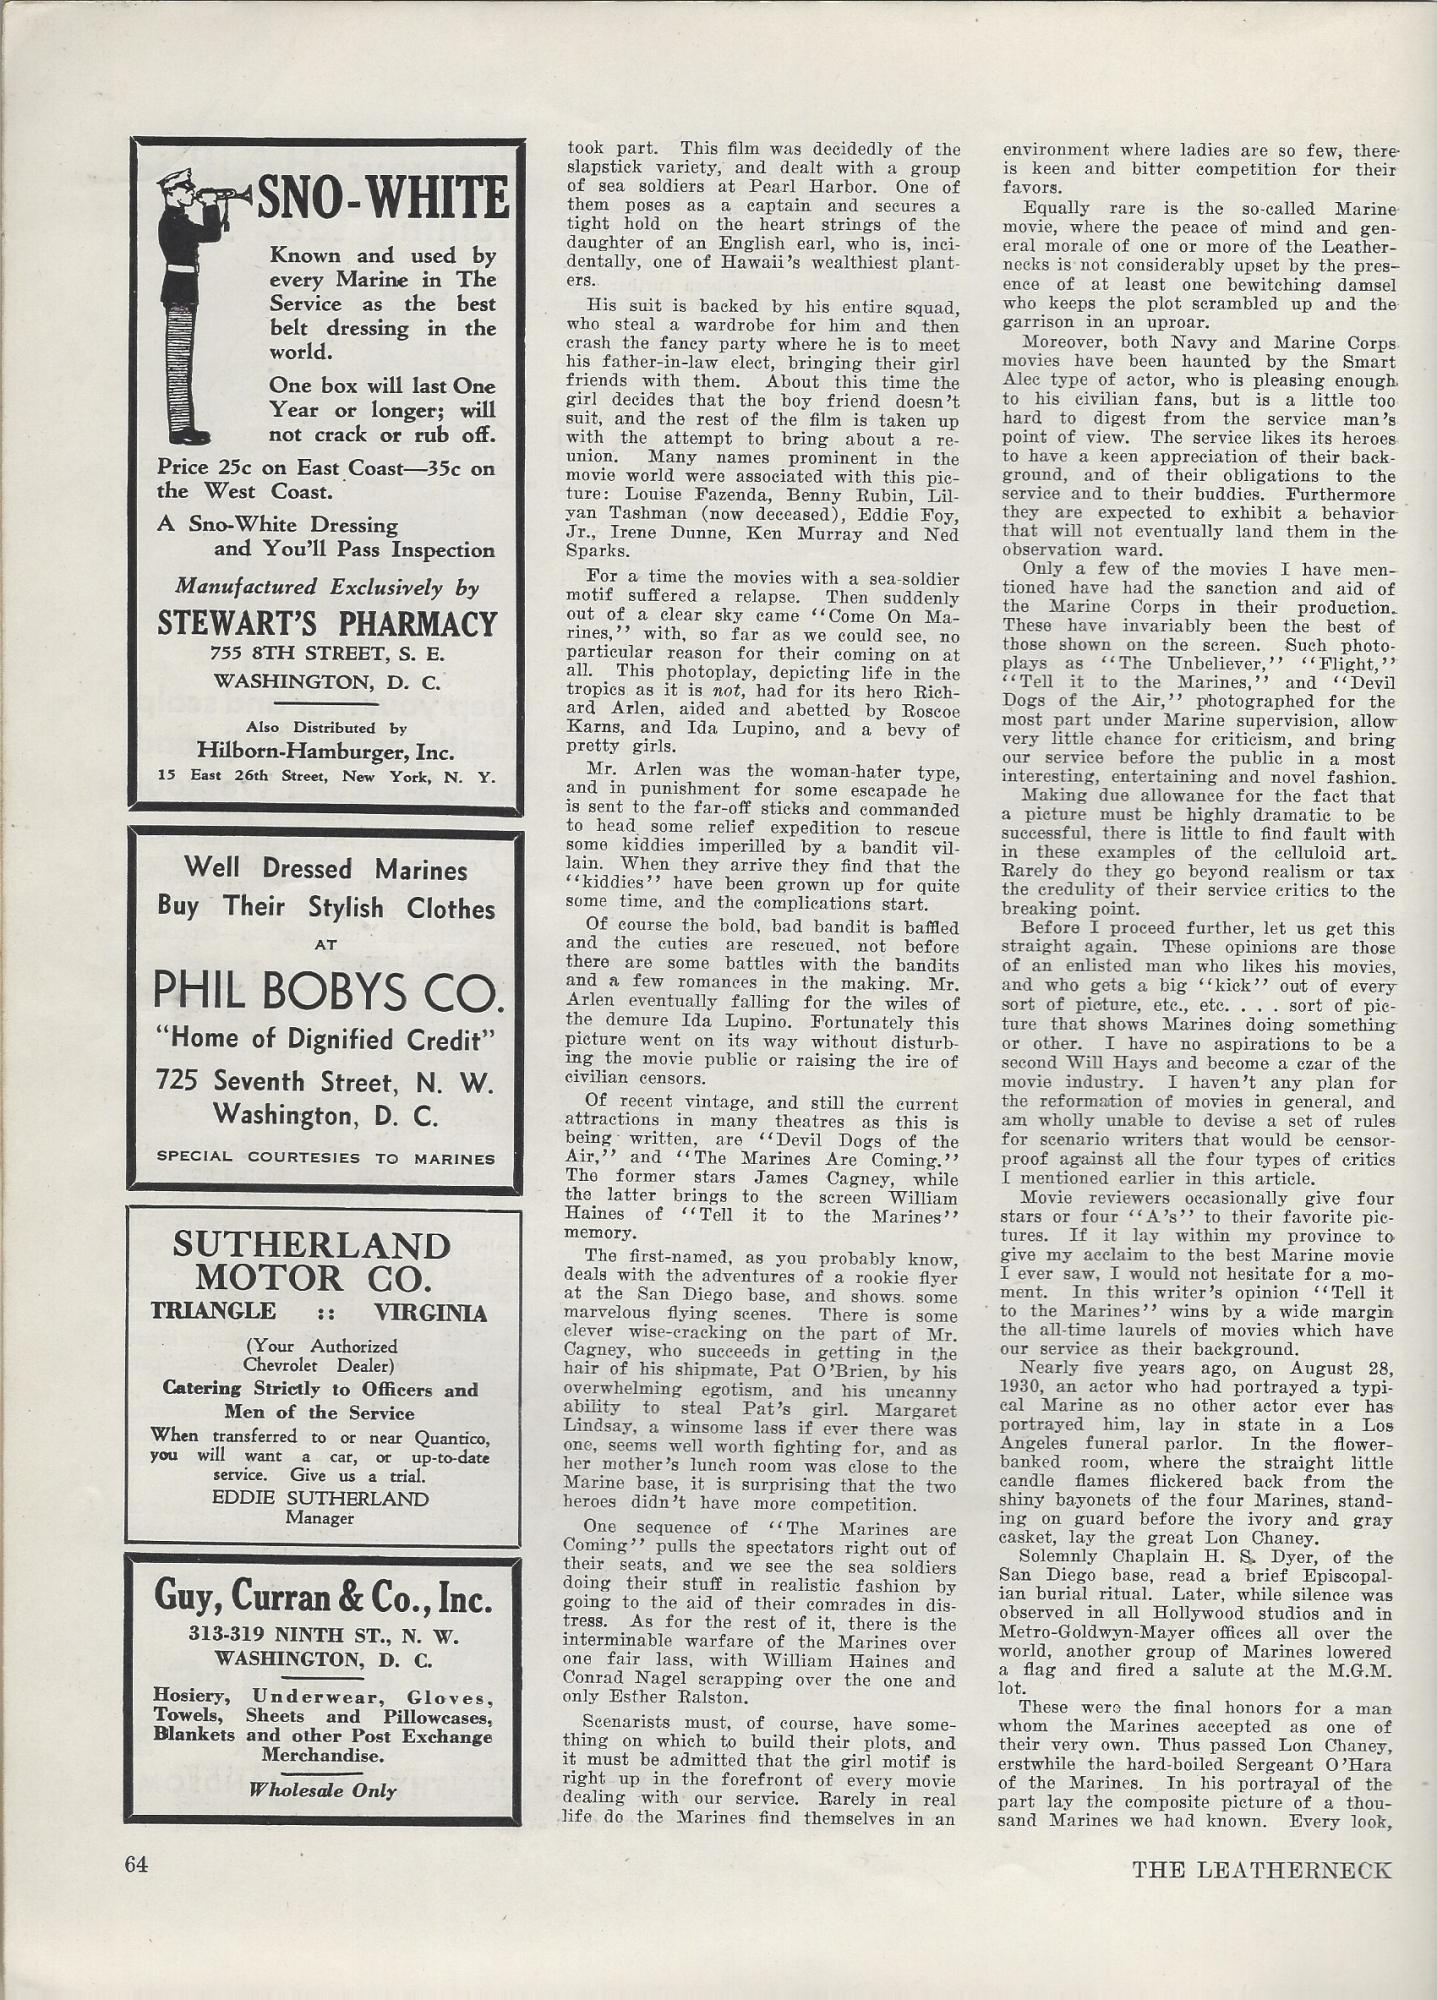 SNO-WHITE
Known and used by
every Marine in The
Service as the best
belt dressing in the
world.
One box will last One
Year or longer; will
not crack or rub off.
Price 25c on East Coast—35c on
the West Coast.
A Sno-White Dressing
and You'll Pass Inspection
Manufactured Exclusively by
STEWART'S PHARMACY
755 8TH STREET, S. E.
WASHINGTON, D. C.
Also Distributed by
Hilborn-Hamburger, Inc.
15 East 26th Street, New York, N. Y.
Well Dressed Marines
Buy Their Stylish Clothes
AT
PHIL BOBYS CO.
"Home of Dignified Credit"
725 Seventh Street, N. W.
Washington, D. C.
SPECIAL COURTESIES TO MARINES
SUTHERLAND
MOTOR CO.
TRIANGLE :: VIRGINIA
(Your Authorized
Chevrolet Dealer)
Catering Strictly to Officers and
Men of the Service
When transferred to or near Quantico,
you will want a car, or up-to-date
service. Give us a trial.
EDDIE SUTHERLAND
Manager
Guy, Curran & Co., Inc.
313-319 NINTH ST., N. W.
WASHINGTON, D. C.
Hosiery, Underwear, Gloves,
Towels, Sheets and Pillowcases,
Blankets and other Post Exchange
Merchandise.
Wholesale Only
took part. This film was decidedly of the
slapstick variety, and dealt with a group
of sea soldiers at Pearl Harbor. One of
them poses as a captain and secures a
tight hold on the heart strings of the
daughter of an English earl, who is, inci-
dentally, one of Hawaii's wealthiest plant-
ers.
His suit is backed by his entire squad,
who steal a wardrobe for him and then
crash the fancy party where he is to meet
his father-in-law elect, bringing their girl
friends with them. About this time the
girl decides that the boy friend doesn't
suit, and the rest of the film is taken up
with the attempt to bring about a re-
union. Many names prominent in the
movie world were associated with this pic-
ture: Louise Fazenda, Benny Rubin, Lil-
yan Tashman (now deceased), Eddie Foy,
Jr., Irene Dunne, Ken Murray and Ned
Sparks.
For a time the movies with a sea-soldier
motif suffered a relapse. Then suddenly
out of a clear sky came "Come On Ma-
rines," with, so far as we could see, no
particular reason for their coming on at
all. This photoplay, depicting life in the
tropics as it is not, had for its hero Rich-
ard Arlen, aided and abetted by Roscoe
Karns, and Ida Lupino, and a bevy of
pretty girls.
Mr. Arlen was the woman-hater type,
and in punishment for some escapade he
is sent to the far-off sticks and commanded
to head some relief expedition to rescue
some kiddies imperilled by a bandit vil-
lain. When they arrive they find that the
"kiddies" have been grown up for quite
some time, and the complications start.
Of course the bold, bad bandit is baffled
and the cuties are rescued, not before
there are some battles with the bandits
and a few romances in the making. Mr.
Arlen eventually falling for the wiles of
the demure Ida Lupino. Fortunately this
picture went on its way without disturb-
ing the movie public or raising the ire of
civilian censors.
Of recent vintage, and still the current
attractions in many theatres as this is
being written, are "Devil Dogs of the
Air," and "The Marines Are Coming."
The former stars James Cagney, while
the latter brings to the screen William
Haines of "Tell it to the Marines"
memory.
The first-named, as you probably know,
deals with the adventures of a rookie flyer
at the San Diego base, and shows some
marvelous flying scenes. There is some
clever wise-cracking on the part of Mr.
Cagney, who succeeds in getting in the
hair of his shipmate, Pat O'Brien, by his
overwhelming egotism, and his uncanny
ability to steal Pat's girl. Margaret
Lindsay, a winsome lass if ever there was
one, seems well worth fighting for, and as
her mother's lunch room was close to the
Marine base, it is surprising that the two
heroes didn't have more competition.
One sequence of "The Marines are
Coming" pulls the spectators right out of
their seats, and we see the sea soldiers
doing their stuff in realistic fashion by
going to the aid of their comrades in dis-
tress. As for the rest of it, there is the
interminable warfare of the Marines over
one fair lass, with William Haines and
Conrad Nagel scrapping over the one and
only Esther Ralston.
Scenarists must, of course, have some-
thing on which to build their plots, and
it must be admitted that the girl motif is
right up in the forefront of every movie
dealing with our service. Rarely in real
life do the Marines find themselves in an
environment where ladies are so few, there
is keen and bitter competition for their
favors.
Equally rare is the so-called Marine
movie, where the peace of mind and gen-
eral morale of one or more of the Leather-
necks is not considerably upset by the pres-
ence of at least one bewitching damsel
who keeps the plot scrambled up and the
garrison in an uproar.
Moreover, both Navy and Marine Corps
movies have been haunted by the Smart
Alec type of actor, who is pleasing enough
to his civilian fans, but is a little too
hard to digest from the service man's
point of view. The service likes its heroes
to have a keen appreciation of their back-
ground, and of their obligations to the
service and to their buddies. Furthermore
they are expected to exhibit a behavior
that will not eventually land them in the
observation ward.
Only a few of the movies I have men-
tioned have had the sanction and aid of
the Marine Corps in their production.
These have invariably been the best of
those shown on the screen. Such photo-
plays as "The Unbeliever," "Flight,"
"Tell it to the Marines," and "Devil
Dogs of the Air," photographed for the
most part under Marine supervision, allow
very little chance for criticism, and bring
our service before the public in a most
interesting, entertaining and novel fashion.
Making due allowance for the fact that
a picture must be highly dramatic to be
successful, there is little to find fault with
in these examples of the celluloid art.
Rarely do they go beyond realism or tax
the credulity of their service critics to the
breaking point.
Before I proceed further, let us get this
straight again. These opinions are those
of an enlisted man who likes his movies,
and who gets a big "kick" out of every
sort of picture, etc., etc. . . . sort of pic-
ture that shows Marines doing something
or other. I have no aspirations to be a
second Will Hays and become a czar of the
movie industry. I haven't any plan for
the reformation of movies in general, and
am wholly unable to devise a set of rules
for scenario writers that would be censor-
proof against all the four types of critics
I mentioned earlier in this article.
Movie reviewers occasionally give four
stars or four "A's" to their favorite pic-
tures. If it lay within my province to
give my acclaim to the best Marine movie
I ever saw, I would not hesitate for a mo-
ment. In this writer's opinion "Tell it
to the Marines" wins by a wide margin
the all-time laurels of movies which have
our service as their background.
Nearly five years ago, on August 28,
1930, an actor who had portrayed a typi-
cal Marine as no other actor ever has
portrayed him, lay in state in a Los
Angeles funeral parlor. In the flower-
banked room, where the straight little
candle flames flickered back from the
shiny bayonets of the four Marines, stand-
ing on guard before the ivory and gray
casket, lay the great Lon Chaney.
Solemnly Chaplain H. S. Dyer, of the
San Diego base, read a brief Episcopal-
ian burial ritual. Later, while silence was
observed in all Hollywood studios and in
Metro-Goldwyn-Mayer offices all over the
world, another group of Marines lowered
a flag and fired a salute at the M.G.M.
lot.
These were the final honors for a man
whom the Marines accepted as one of
their very own. Thus passed Lon Chaney,
erstwhile the hard-boiled Sergeant O'Hara
of the Marines. In his portrayal of the
part lay the composite picture of a thou-
sand Marines we had known. Every look,
64
THE LEATHERNECK